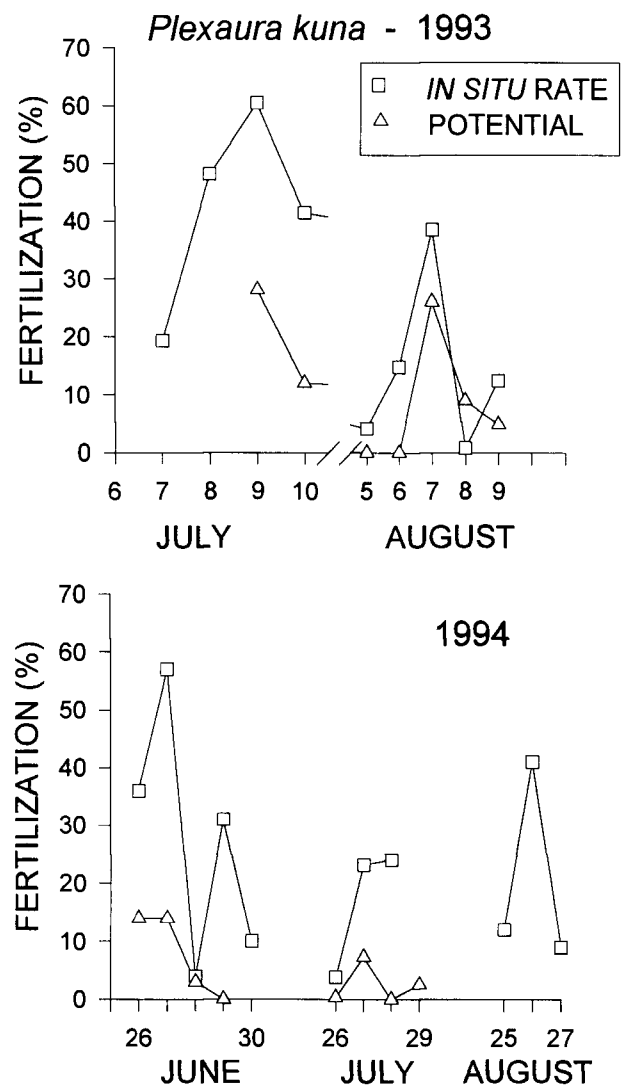 Plexaura kuna - 1993
IN SITU RATE
POTENTIAL
FERTILIZATION (%)
70
60
50
40
30
20
10
0
6 7 8 9 10 5 6 7 8 9
JULY AUGUST
1994
FERTILIZATION (%)
70
60
50
40
30
20
10
0
26 30 26 29 25 27
JUNE JULY AUGUST